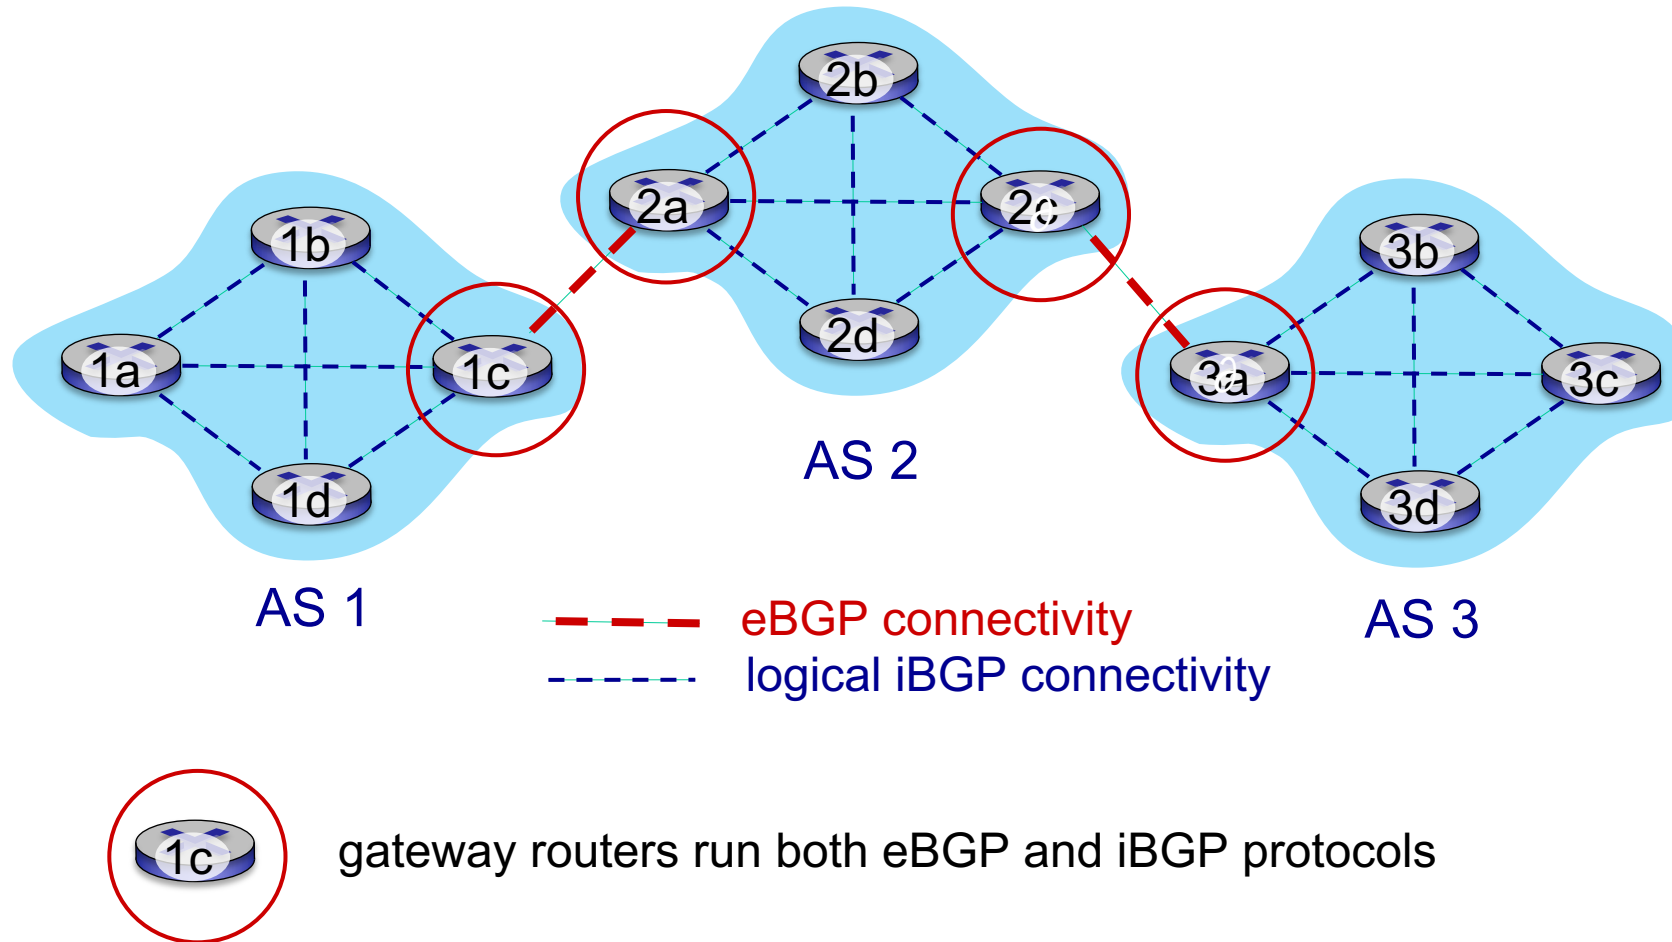 2b
2a
2c
1b
3b
2d
1a
1c
3a
3c
AS 2
1d
3d
AS 1
eBGP connectivity
AS 3
logical iBGP connectivity
1c
gateway routers run both eBGP and iBGP protocols